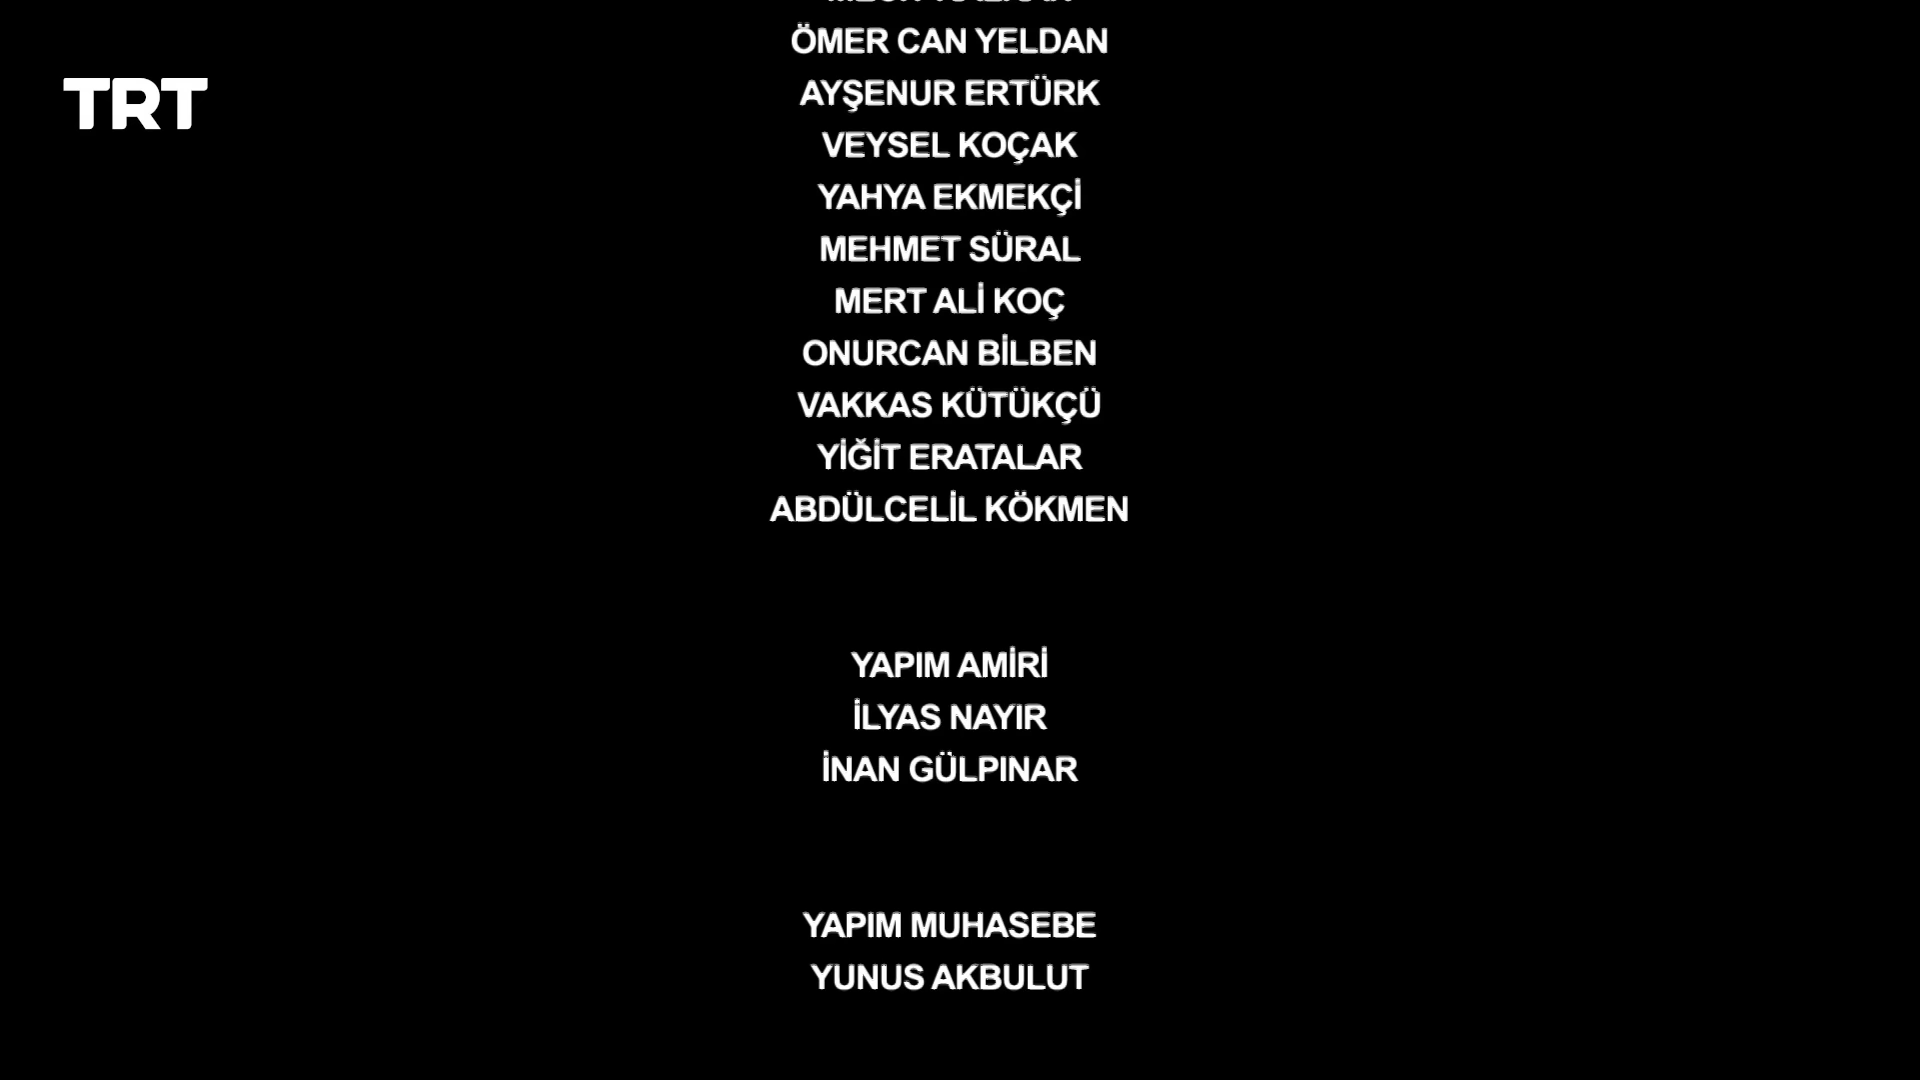 TRT
ÖMER CAN YELDAN
AYŞENUR ERTÜRK
VEYSEL KOÇAK
YAHYA EKMEKÇİ
MEHMET SÜRAL
MERT ALİ KOÇ
ONURCAN BİLBEN
VAKKAS KÜTÜKÇÜ
YİĞİT ERATALAR
ABDÜLCELİL KÖKMEN
YAPIM AMİRİ
İLYAS NAYIR
İNAN GÜLPINAR
YAPIM MUHASEBE
YUNUS AKBULUT